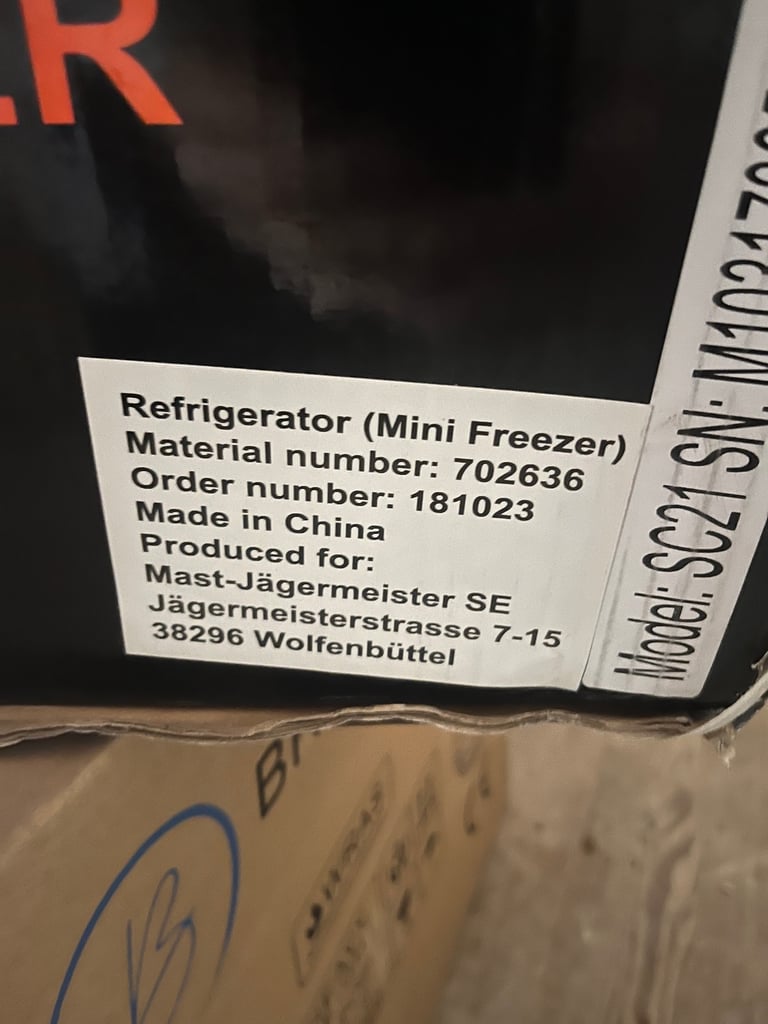 Refrigerator (Mini Freezer)
Material number: 702636
Order number: 181023
Made in China
Produced for:
Mast-Jägermeister SE
Jägermeisterstrasse 7-15
38296 Wolfenbüttel
Model: SC21 SN:
B